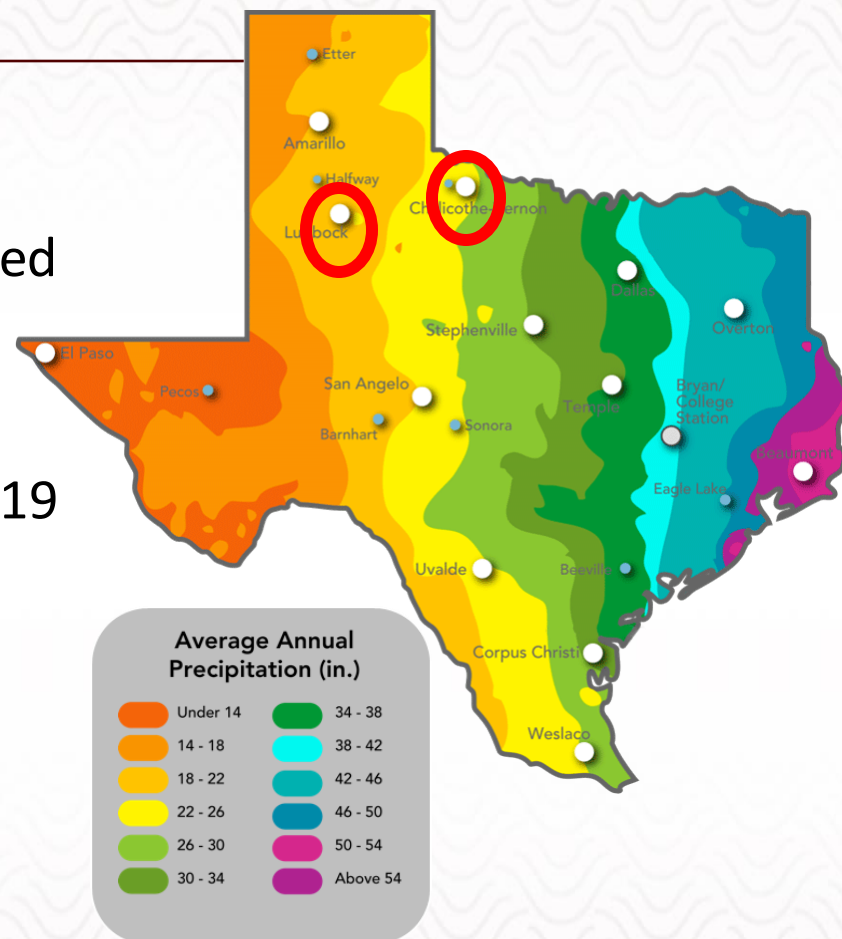 Etter
Amarillo
Halfway
Lubbock
Chillicothe-Vernon
ed
Dallas
Overton
Stephenville
El Paso
San Angelo
Pecos
Temple
Bryan/
College
Station
Barnhart
Sonora
Beaumont
Eagle Lake
19
Uvalde
Beeville
Average Annual
Precipitation (in.)
Corpus Christi
Under 14
34 - 38
14 - 18
38 - 42
Weslaco
18 - 22
42 - 46
22 - 26
46 - 50
26 - 30
50 - 54
30 - 34
Above 54